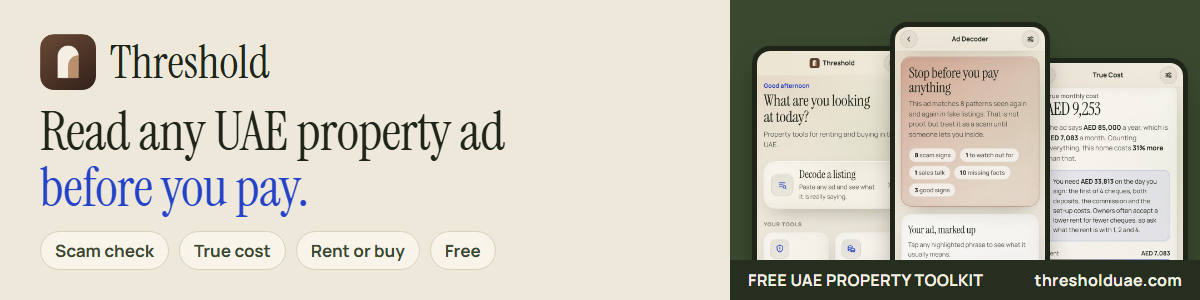 Threshold
Read any UAE property ad
before you pay.
Scam check
True cost
Rent or buy
Free
Threshold
Good afternoon
What are you looking
at today?
Property tools for renting and buying in t
UAE.
Decode a listing
Paste any ad and see what
it is really saying.
YOUR TOOLS
Ad Decoder
Stop before you pay
anything
This ad matches 8 patterns seen again
and again in fake listings. That is not
proof, but treat it as a scam until
someone lets you inside.
8 scam signs
1 to watch out for
1 sales talk
10 missing facts
3 good signs
Your ad, marked up
Tap any highlighted phrase to see what it
usually means.
True Cost
rue monthly cost
AED 9,253
he ad says AED 85,000 a year, which is
ED 7,083 a month. Counting
verything, this home costs 31% more
han that.
You need AED 33,813 on the day you
sign: the first of 4 cheques, both
deposits, the commission and the
set-up costs. Owners often accept a
lower rent for fewer cheques, so ask
what the rent is with 1, 2 and 4.
ent
AED 7,083
FREE UAE PROPERTY TOOLKIT
thresholduae.com